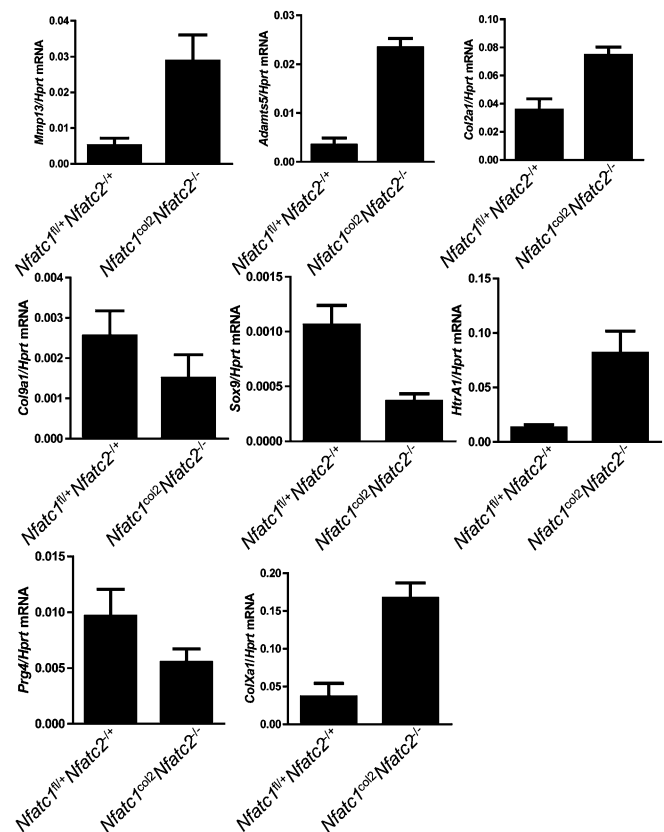 Mmp13/Hprt mRNA
0.04
0.03
0.02
0.01
0.00
Nfatc1fl/+Nfatc2-/+
Nfatc1col2Nfatc2-/-
Adamts5/Hprt mRNA
0.03
0.02
0.01
0.00
Nfatc1fl/+Nfatc2-/+
Nfatc1col2Nfatc2-/-
Col2a1/Hprt mRNA
0.10
0.08
0.06
0.04
0.02
0.00
Nfatc1fl/+Nfatc2-/+
Nfatc1col2Nfatc2-/-
Col9a1/Hprt mRNA
0.004
0.003
0.002
0.001
0.000
Nfatc1fl/+Nfatc2-/+
Nfatc1col2Nfatc2-/-
Sox9/Hprt mRNA
0.0015
0.0010
0.0005
0.0000
Nfatc1fl/+Nfatc2-/+
Nfatc1col2Nfatc2-/-
HtrA1/Hprt mRNA
0.15
0.10
0.05
0.00
Nfatc1fl/+Nfatc2-/+
Nfatc1col2Nfatc2-/-
Prg4/Hprt mRNA
0.015
0.010
0.005
0.000
Nfatc1fl/+Nfatc2-/+
Nfatc1col2Nfatc2-/-
ColXa1/Hprt mRNA
0.20
0.15
0.10
0.05
0.00
Nfatc1fl/+Nfatc2-/+
Nfatc1col2Nfatc2-/-